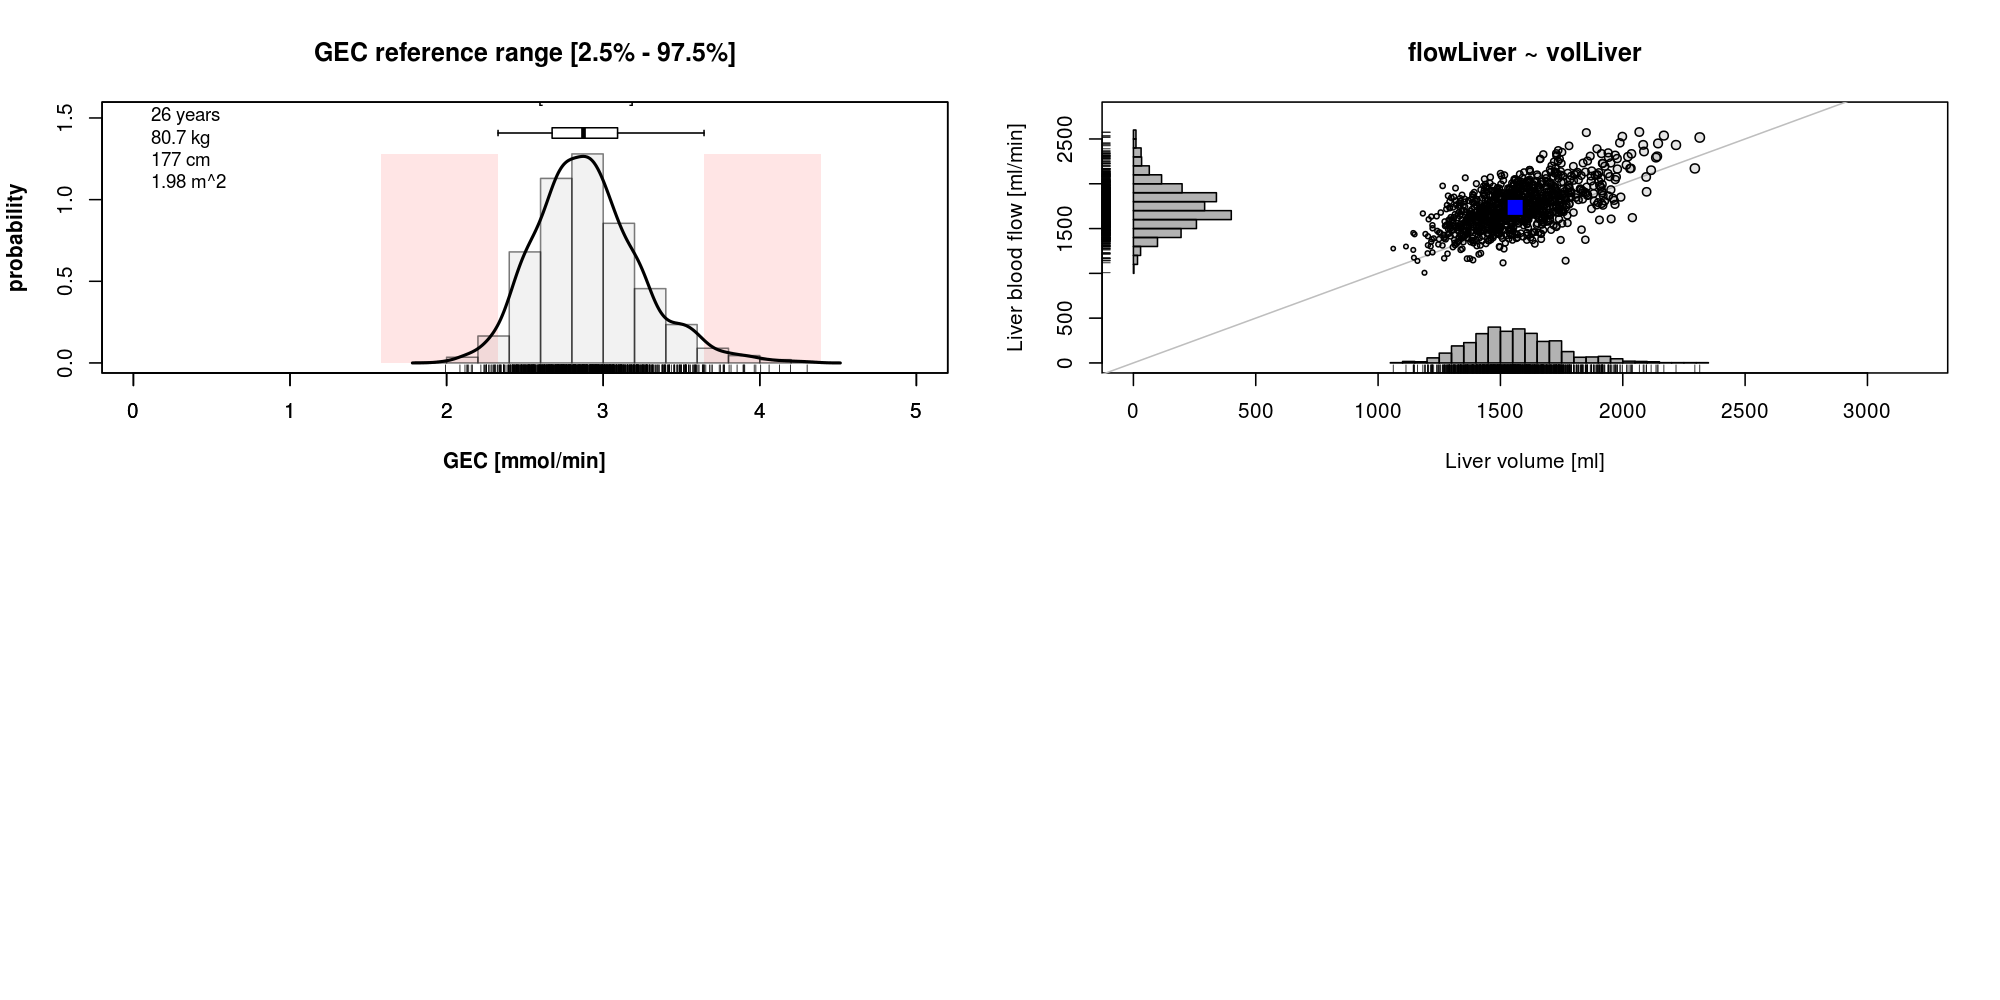 GEC reference range [2.5% - 97.5%]
26 years
80.7 kg
177 cm
1.98 m^2
probability
0.0
0.5
1.0
1.5
0
1
2
3
4
5
GEC [mmol/min]
flowLiver ~ volLiver
Liver blood flow [ml/min]
0
500
1500
2500
0
500
1000
1500
2000
2500
3000
Liver volume [ml]